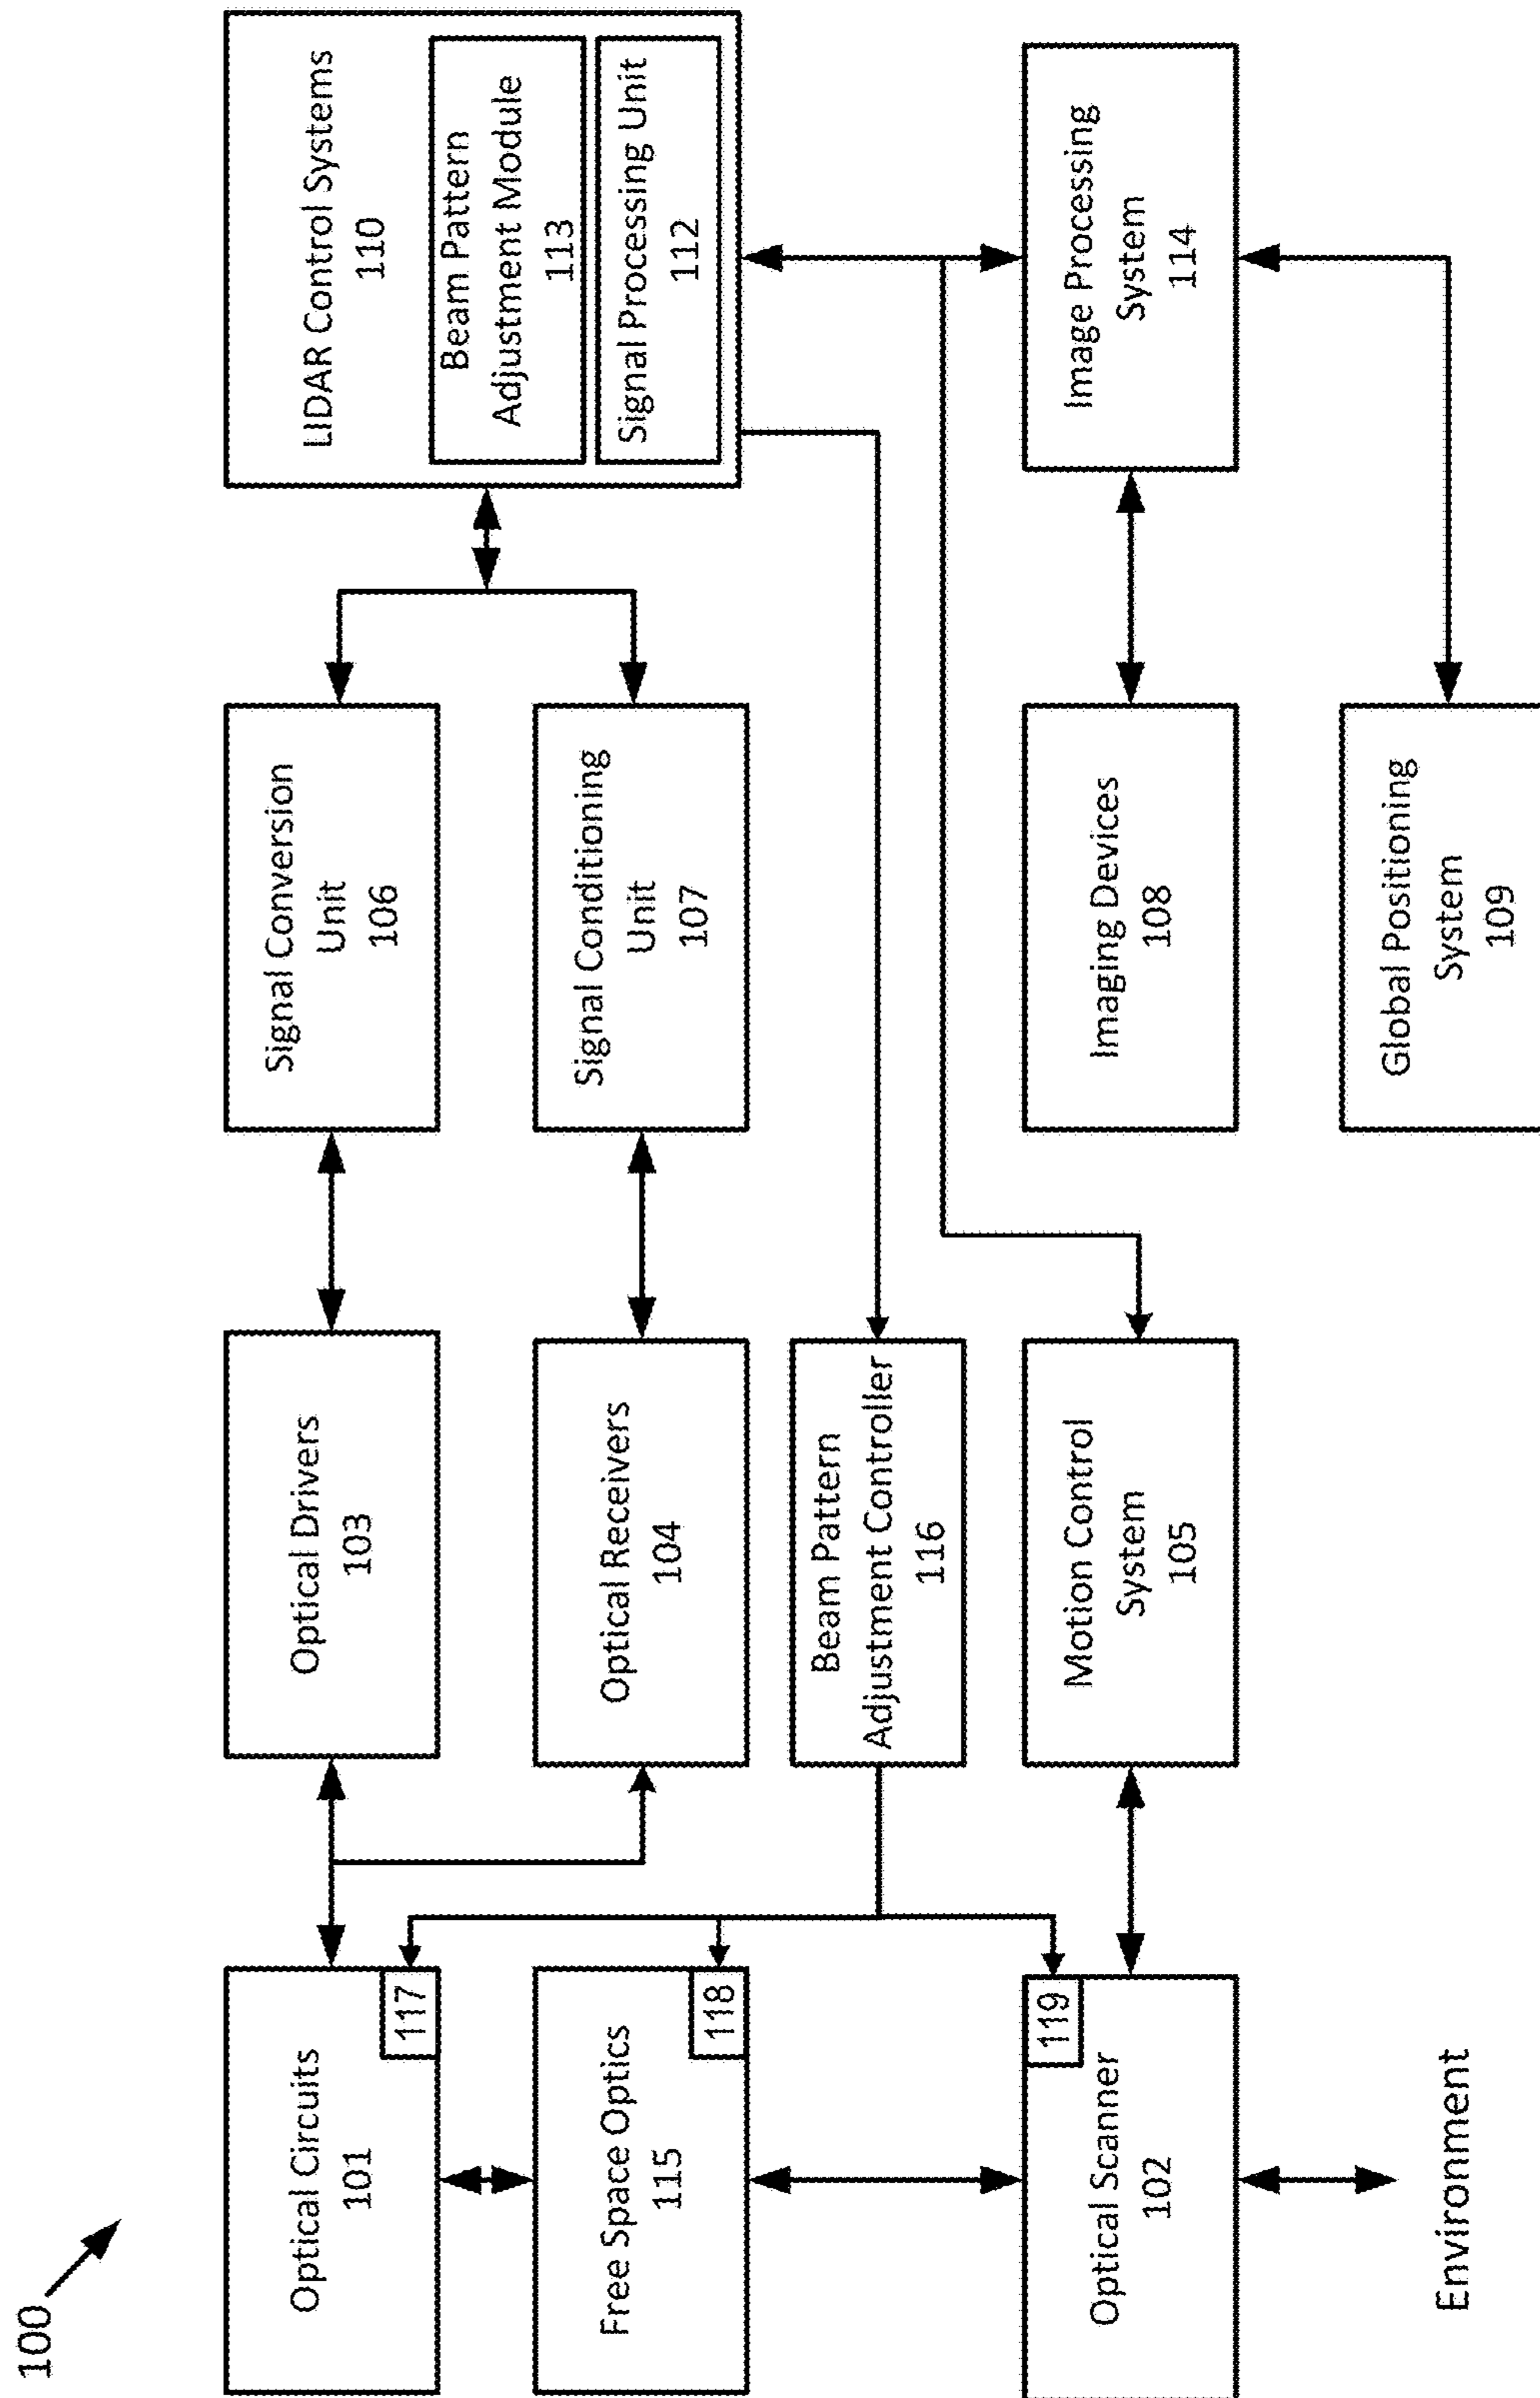 100
Optical Circuits
101
117
Free Space Optics
115
118
119
Optical Scanner
102
Environment
Optical Drivers
103
Optical Receivers
104
Beam Pattern
Adjustment Controller
116
Motion Control
System
105
Signal Conversion
Unit
106
Signal Conditioning
Unit
107
Imaging Devices
108
Global Positioning
System
109
LIDAR Control Systems
110
Beam Pattern
Adjustment Module
113
Signal Processing Unit
112
Image Processing
System
114